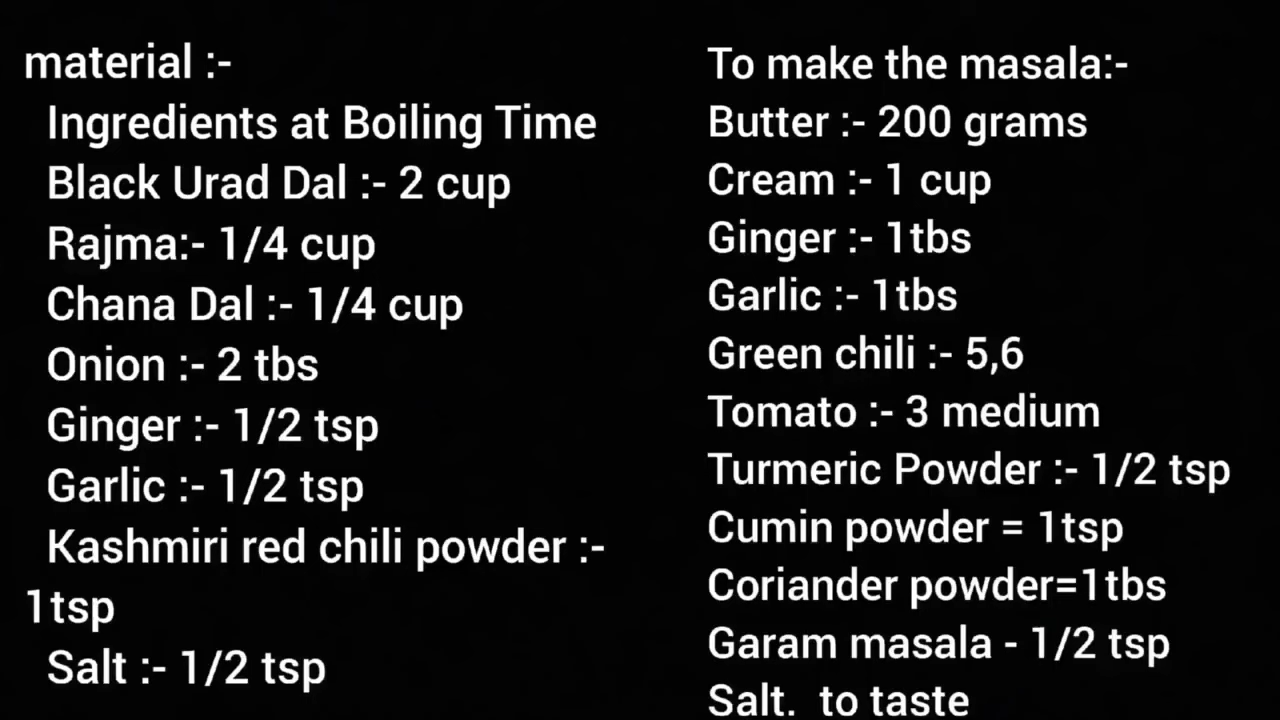 material :-
Ingredients at Boiling Time
Black Urad Dal :- 2 cup
Rajma:- 1/4 cup
Chana Dal :- 1/4 cup
Onion :- 2 tbs
Ginger :- 1/2 tsp
Garlic :- 1/2 tsp
Kashmiri red chili powder :-
1tsp
Salt :- 1/2 tsp
To make the masala:-
Butter :- 200 grams
Cream :- 1 cup
Ginger :- 1tbs
Garlic :- 1tbs
Green chili :- 5,6
Tomato :- 3 medium
Turmeric Powder :- 1/2 tsp
Cumin powder = 1tsp
Coriander powder=1tbs
Garam masala - 1/2 tsp
Salt.  to taste